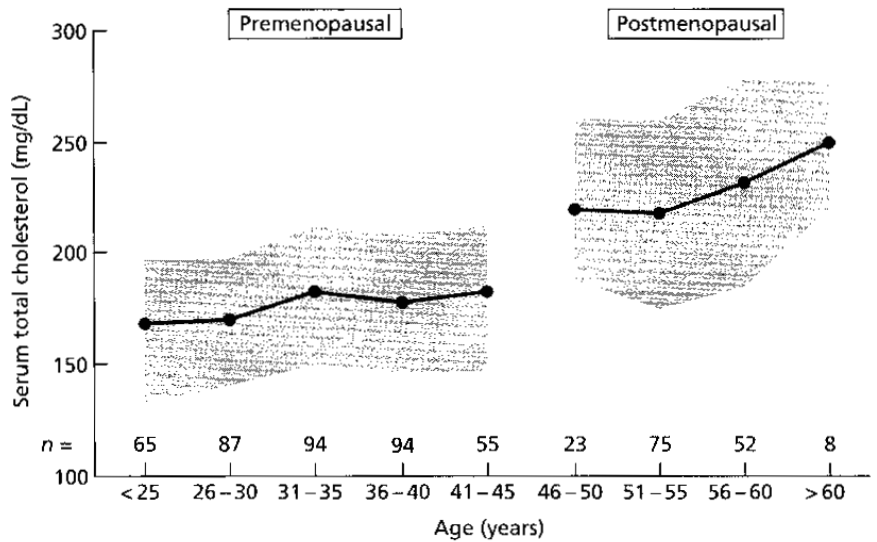 Premenopausal
Postmenopausal
300
250
200
150
100
Serum total cholesterol (mg/dL)
n = 65 87 94 94 55 23 75 52 8
<25 26–30 31–35 36–40 41–45 46–50 51–55 56–60 >60
Age (years)